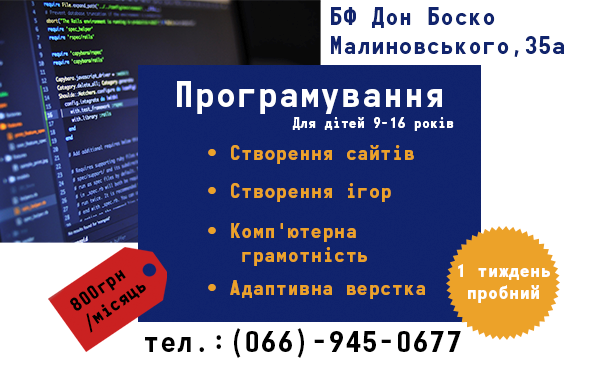 БФ Дон Боско
Малиновського,35а
Програмування
Для дітей 9-16 років
• Створення сайтів
• Створення ігор
• Комп'ютерна
грамотність
• Адаптивна верстка
800грн
/місяць
1 тиждень
пробний
тел.:(066)-945-0677